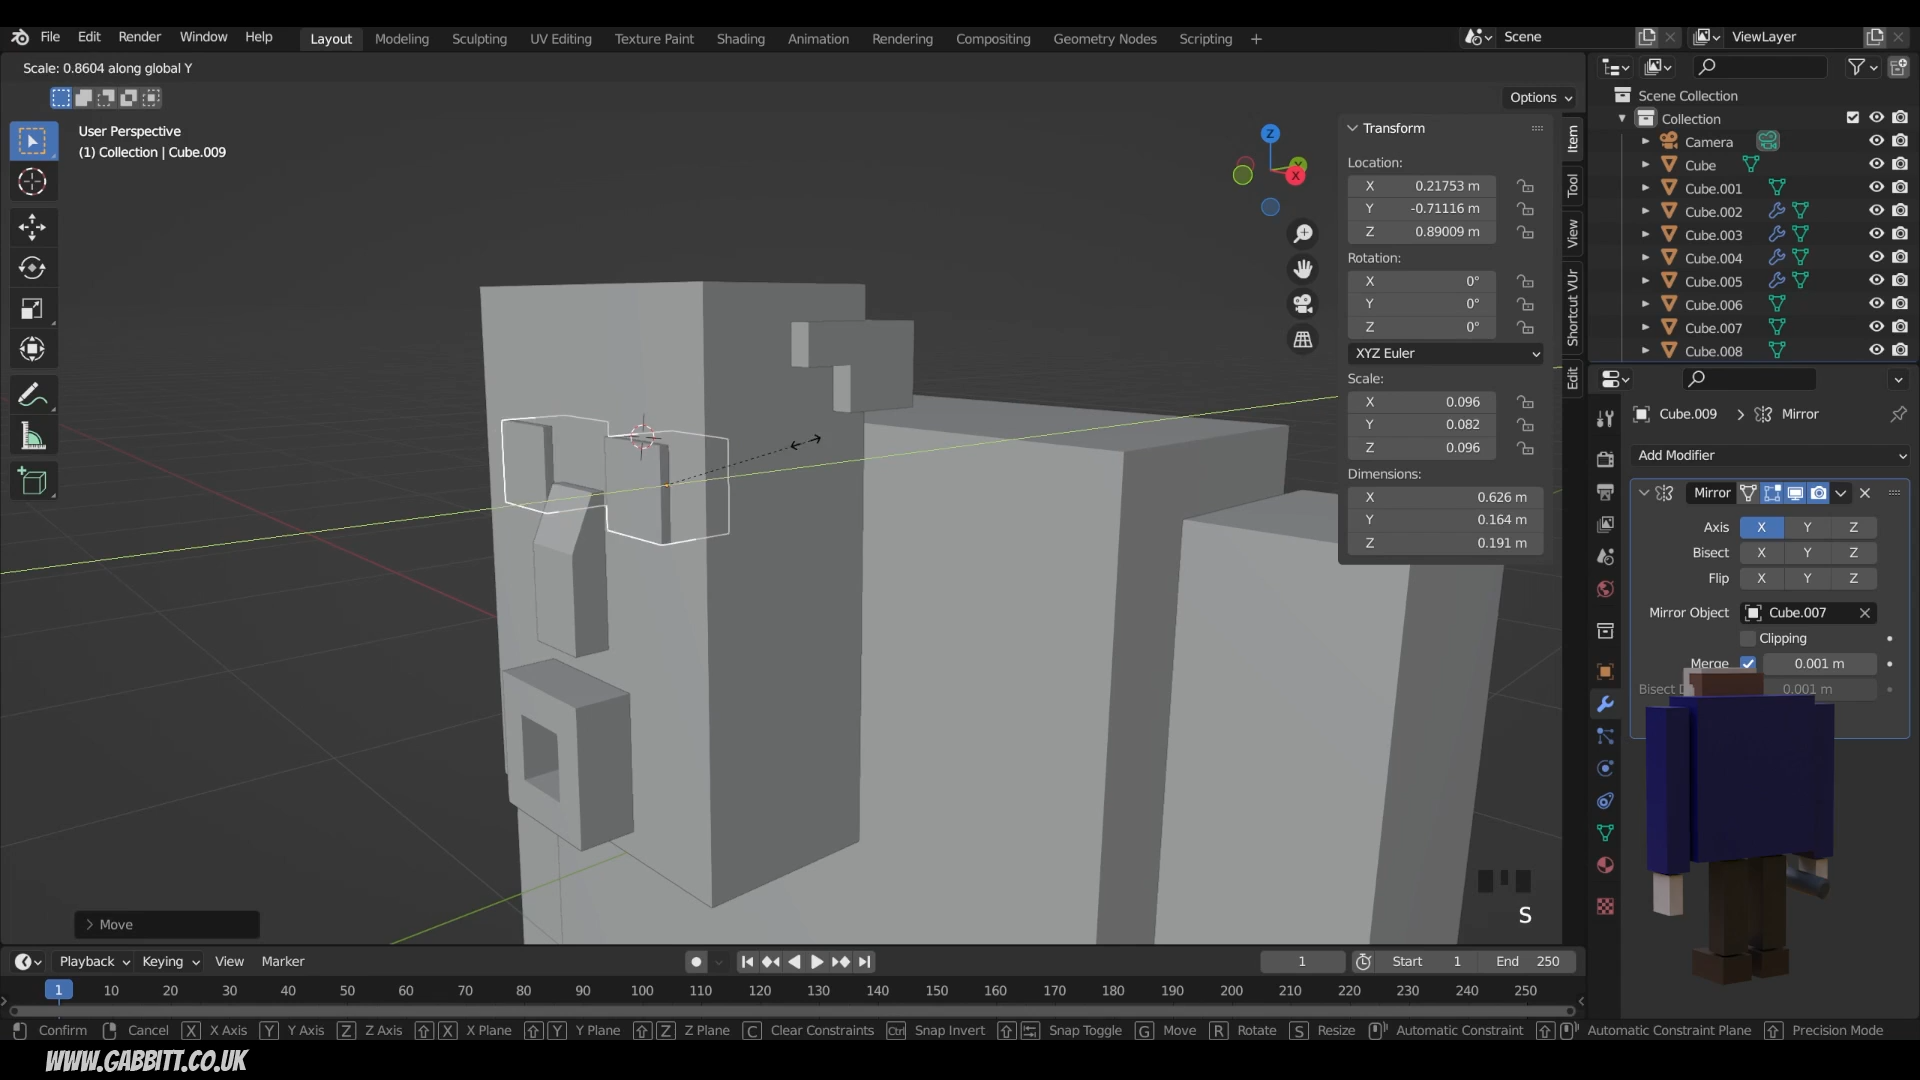 File Edit Render Window Help Layout Modeling Sculpting UV Editing Texture Paint Shading Animation Rendering Compositing Geometry Nodes Scripting + Scene ViewLayer
Scale: 0.8604 along global Y
Options
User Perspective
(1) Collection | Cube.009
Z
Y
X
Transform
Location:
X 0.21753 m
Y -0.71116 m
Z 0.89009 m
Rotation:
X 0°
Y 0°
Z 0°
XYZ Euler
Scale:
X 0.096
Y 0.082
Z 0.096
Dimensions:
X 0.626 m
Y 0.164 m
Z 0.191 m
Item
Tool
View
Shortcut VUr
Edit
Scene Collection
Collection
Camera
Cube
Cube.001
Cube.002
Cube.003
Cube.004
Cube.005
Cube.006
Cube.007
Cube.008
Cube.009 > Mirror
Add Modifier
Mirror
Axis X Y Z
Bisect X Y Z
Flip X Y Z
Mirror Object Cube.007
Clipping
Merge 0.001 m
Bisect D 0.001 m
S
> Move
Playback Keying View Marker 1 Start 1 End 250
1 10 20 30 40 50 60 70 80 90 100 110 120 130 140 150 160 170 180 190 200 210 220 230 240 250
Confirm Cancel X X Axis Y Y Axis Z Z Axis X X Plane Y Y Plane Z Z Plane C Clear Constraints Ctrl Snap Invert Snap Toggle G Move R Rotate S Resize Automatic Constraint Automatic Constraint Plane Precision Mode
WWW.GABBITT.CO.UK